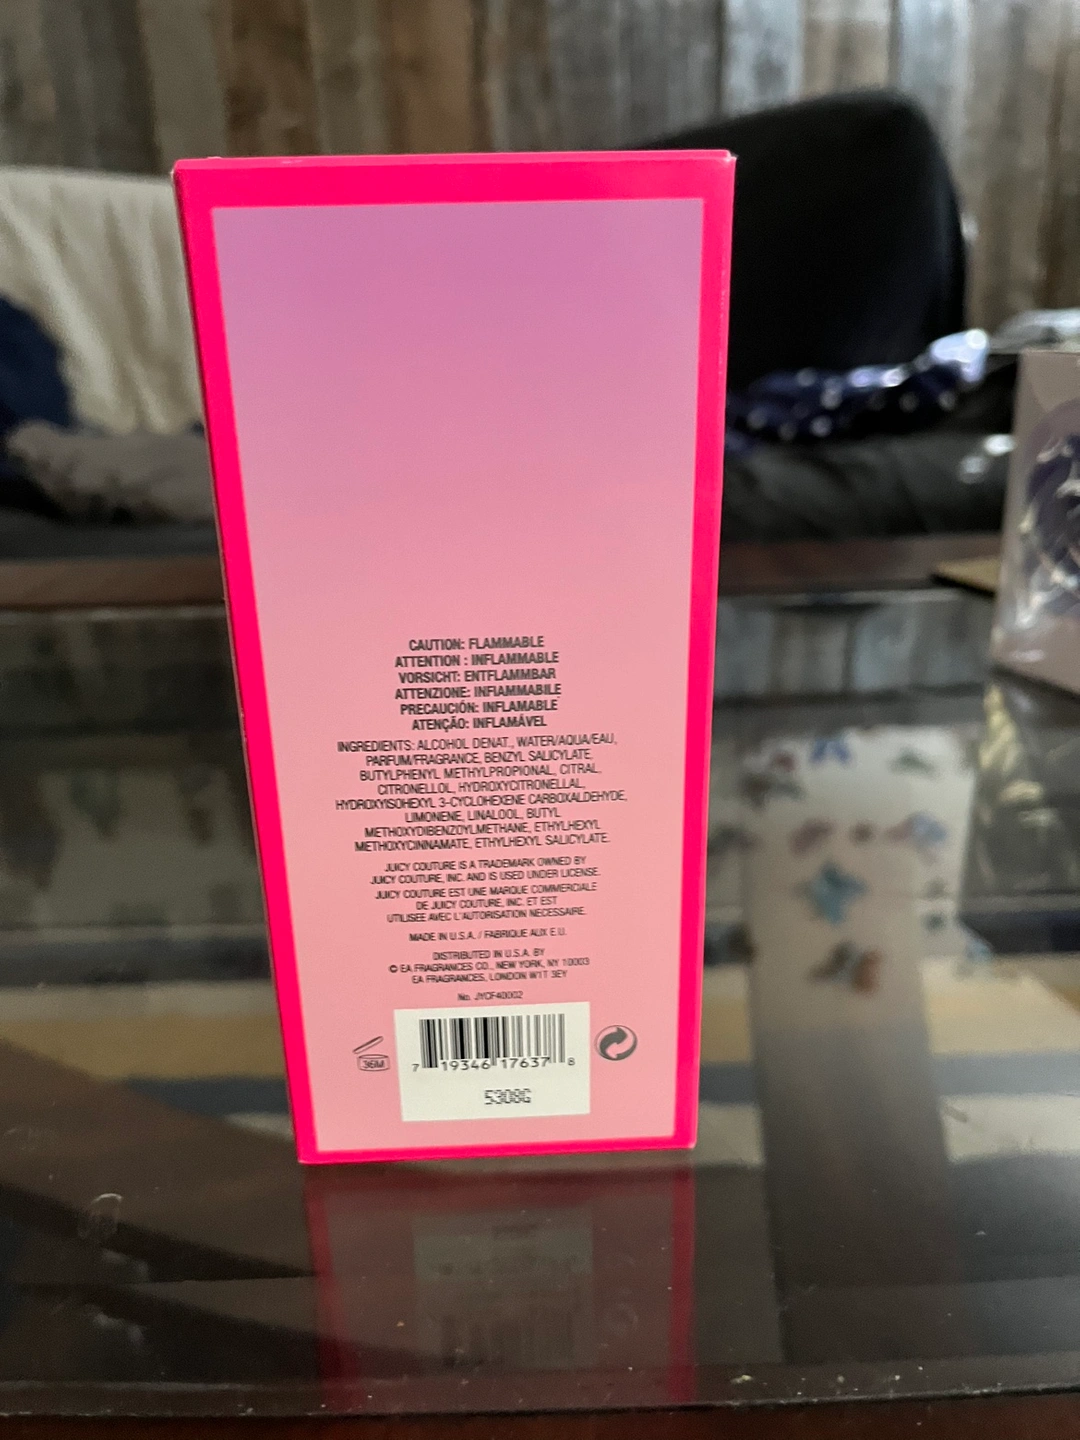 CAUTION: FLAMMABLE
ATTENTION : INFLAMMABLE
VORSICHT: ENTFLAMMBAR
ATTENZIONE: INFIAMMABILE
PRECAUCIÓN: INFLAMABLE
ATENÇÃO: INFLAMÁVEL
INGREDIENTS: ALCOHOL DENAT., WATER/AQUA/EAU,
PARFUM/FRAGRANCE, BENZYL SALICYLATE,
BUTYLPHENYL METHYLPROPIONAL, CITRAL,
CITRONELLOL, HYDROXYCITRONELLAL,
HYDROXYISOHEXYL 3-CYCLOHEXENE CARBOXALDEHYDE,
LIMONENE, LINALOOL, BUTYL
METHOXYDIBENZOYLMETHANE, ETHYLHEXYL
METHOXYCINNAMATE, ETHYLHEXYL SALICYLATE.
JUICY COUTURE IS A TRADEMARK OWNED BY
JUICY COUTURE, INC. AND IS USED UNDER LICENSE.
JUICY COUTURE EST UNE MARQUE COMMERCIALE
DE JUICY COUTURE, INC. ET EST
UTILISEE AVEC L'AUTORISATION NECESSAIRE.
MADE IN U.S.A. / FABRIQUE AUX E.U.
DISTRIBUTED IN U.S.A. BY
© EA FRAGRANCES CO., NEW YORK, NY 10003
EA FRAGRANCES, LONDON W1T 3EY
No. JYCF40002
36M
7 19346 17637 8
5308G